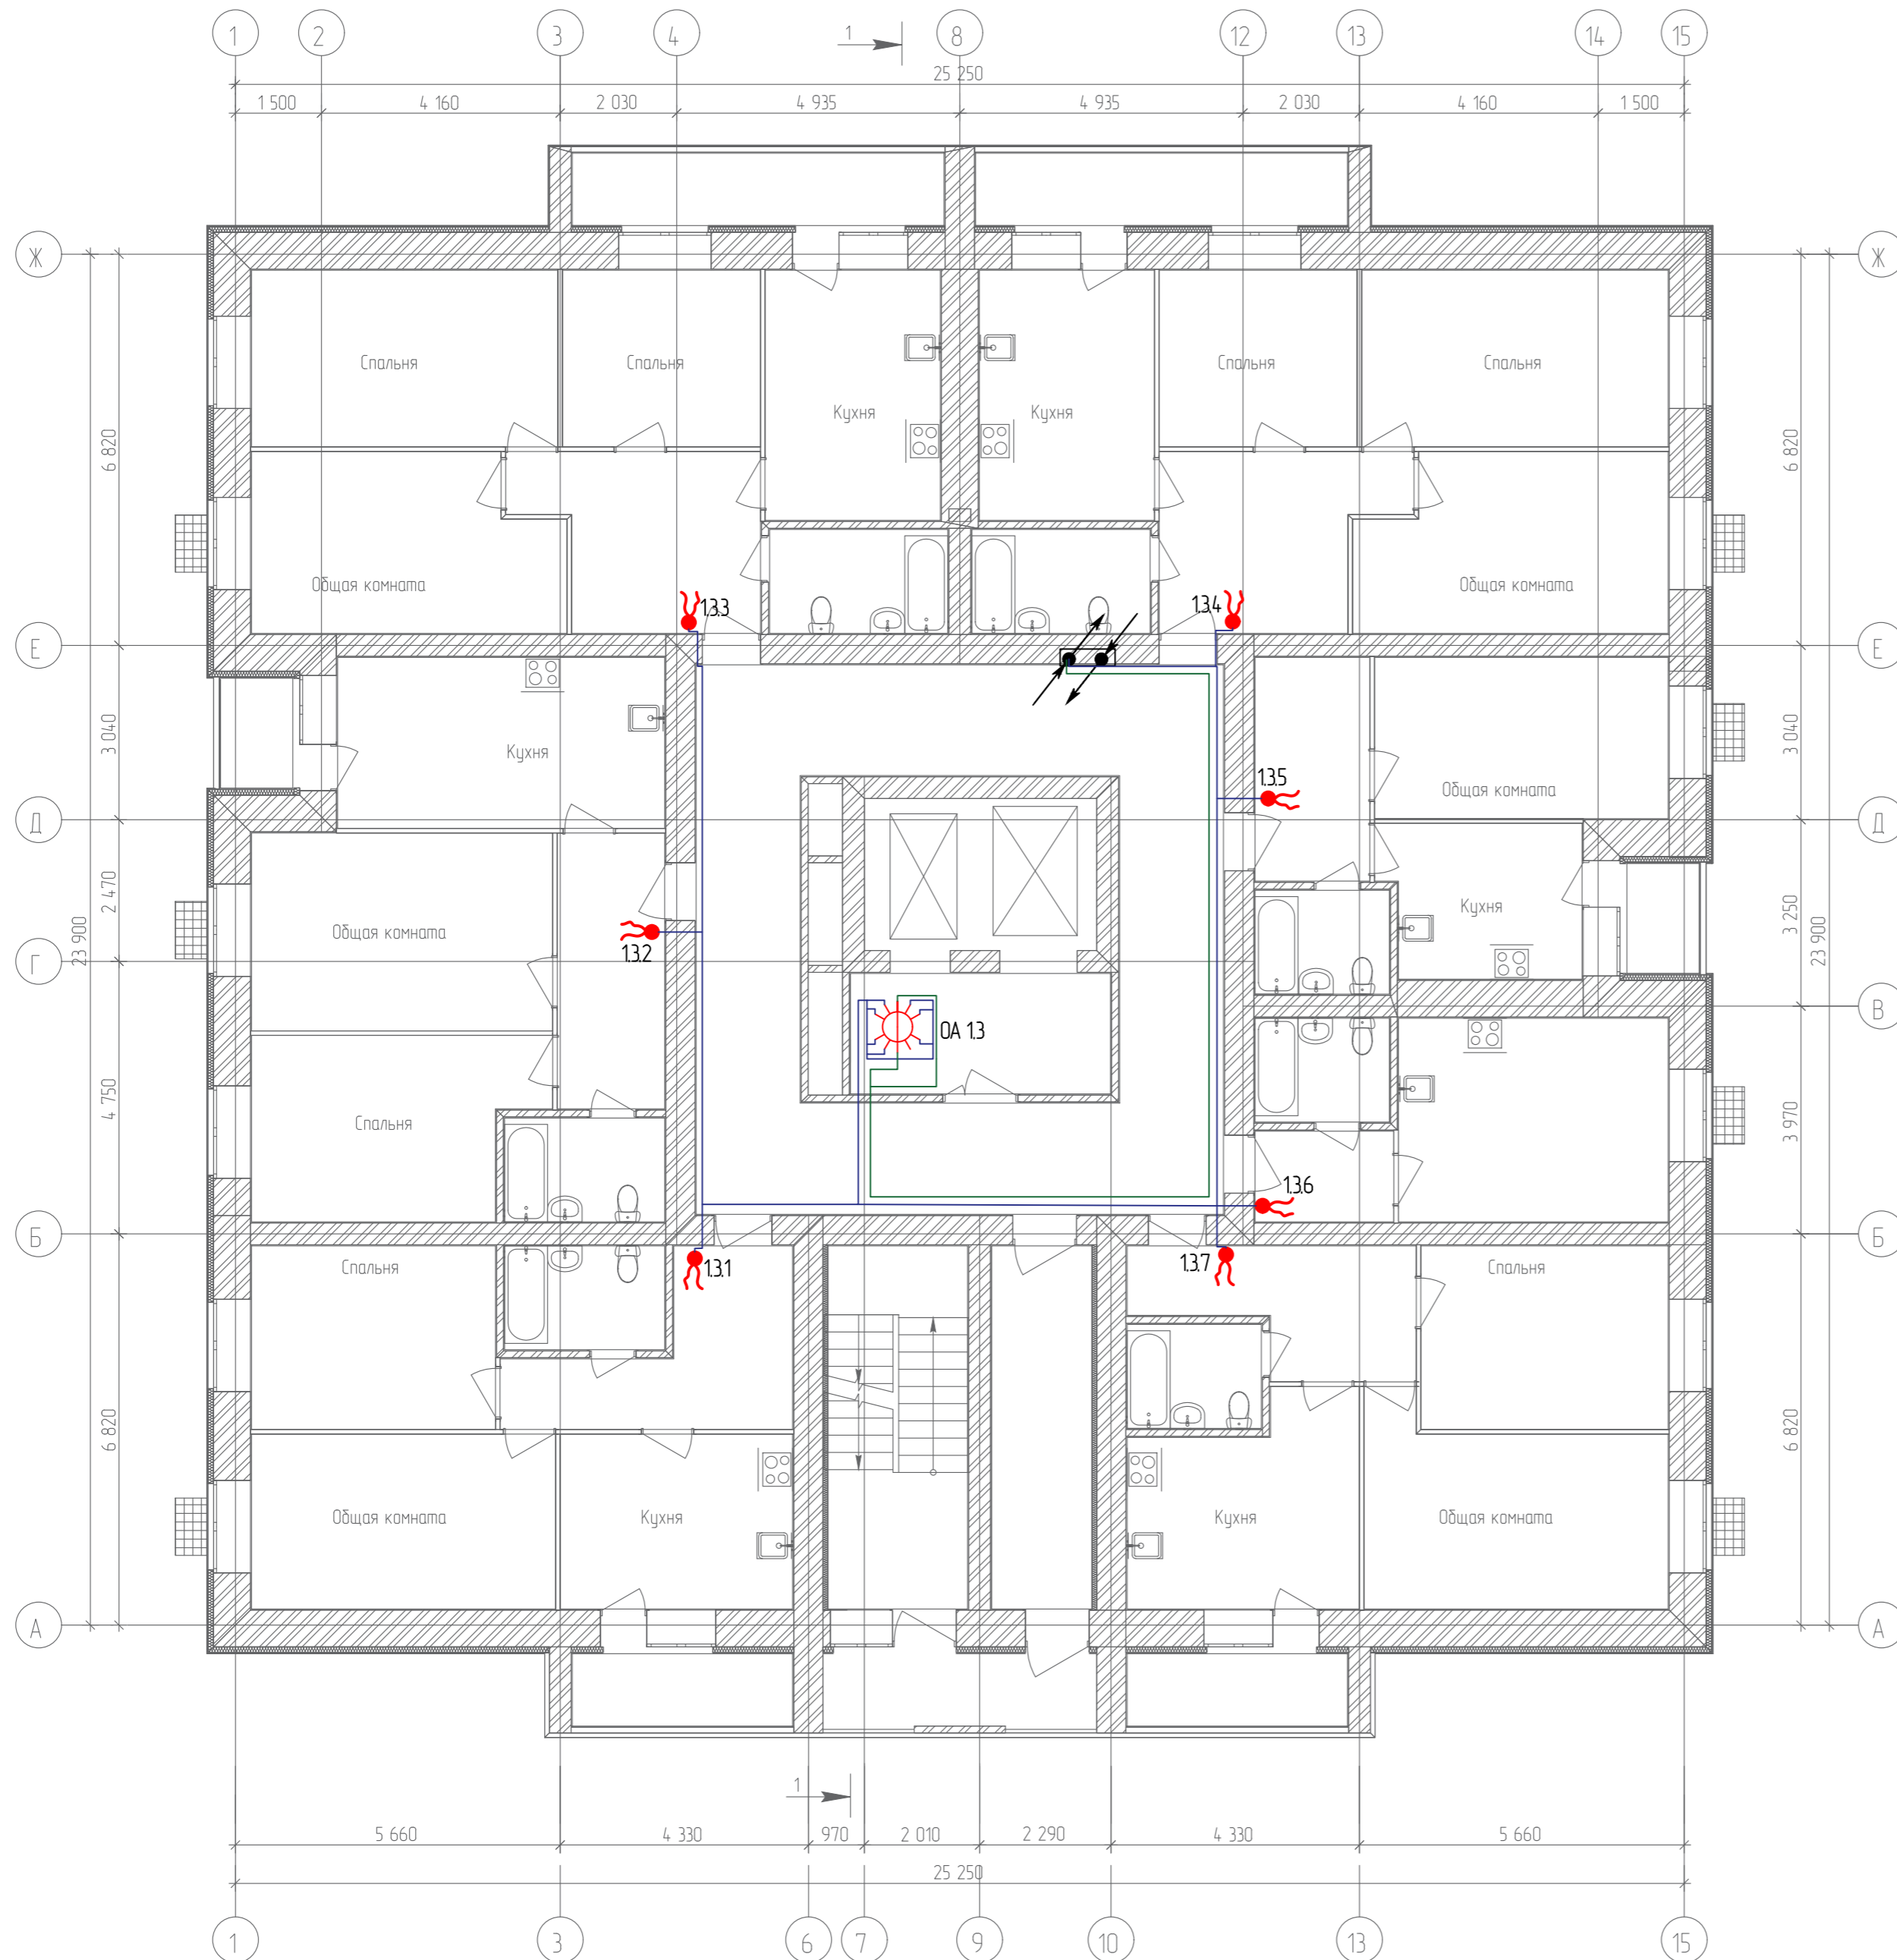 1 2 3 4 8 12 13 14 15
1
25 250
1 500 4 160 2 030 4 935 4 935 2 030 4 160 1 500
Ж Ж
Спальня Спальня Спальня Спальня
Кухня Кухня
6 820 6 820
Общая комната Общая комната
1.3.3 1.3.4
Е Е
3 040 Кухня 3 040
1.3.5
Общая комната
Д Д
2 470 Кухня 3 250
23 900 Общая комната 23 900
1.3.2
Г
В
ОА 1.3
4 750 Спальня 3 970
1.3.6
Б Б
Спальня 1.3.1 1.3.7 Спальня
6 820 6 820
Общая комната Кухня Кухня Общая комната
А А
1
5 660 4 330 970 2 010 2 290 4 330 5 660
25 250
1 3 6 7 9 10 13 15